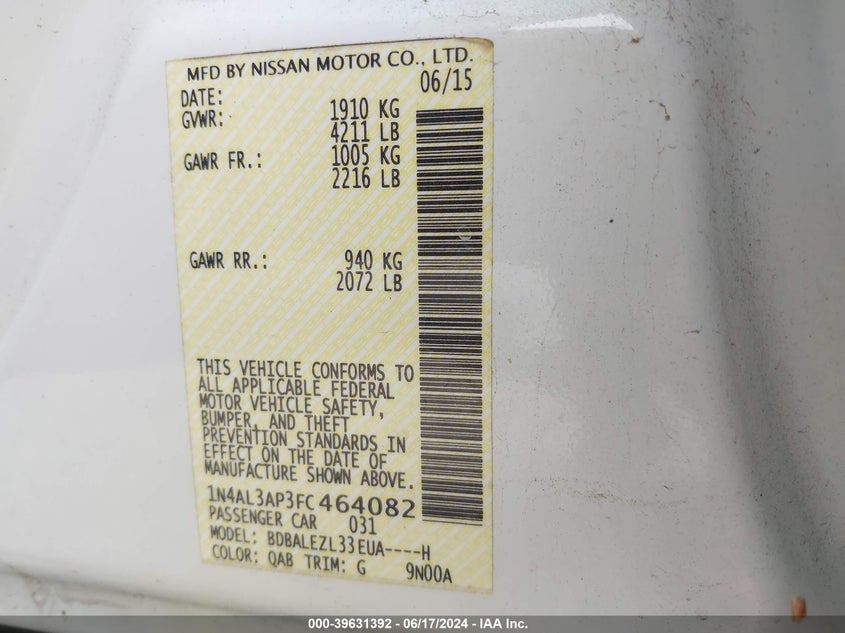 MFD BY NISSAN MOTOR CO., LTD.
DATE: 06/15
GVWR: 1910 KG
4211 LB
GAWR FR.: 1005 KG
2216 LB
GAWR RR.: 940 KG
2072 LB
THIS VEHICLE CONFORMS TO
ALL APPLICABLE FEDERAL
MOTOR VEHICLE SAFETY,
BUMPER, AND THEFT
PREVENTION STANDARDS IN
EFFECT ON THE DATE OF
MANUFACTURE SHOWN ABOVE.
1N4AL3AP3FC464082
PASSENGER CAR 031
MODEL: BDBALEZL33EUA----H
COLOR: QAB TRIM: G 9N00A
000-39631392 - 06/17/2024 - IAA Inc.